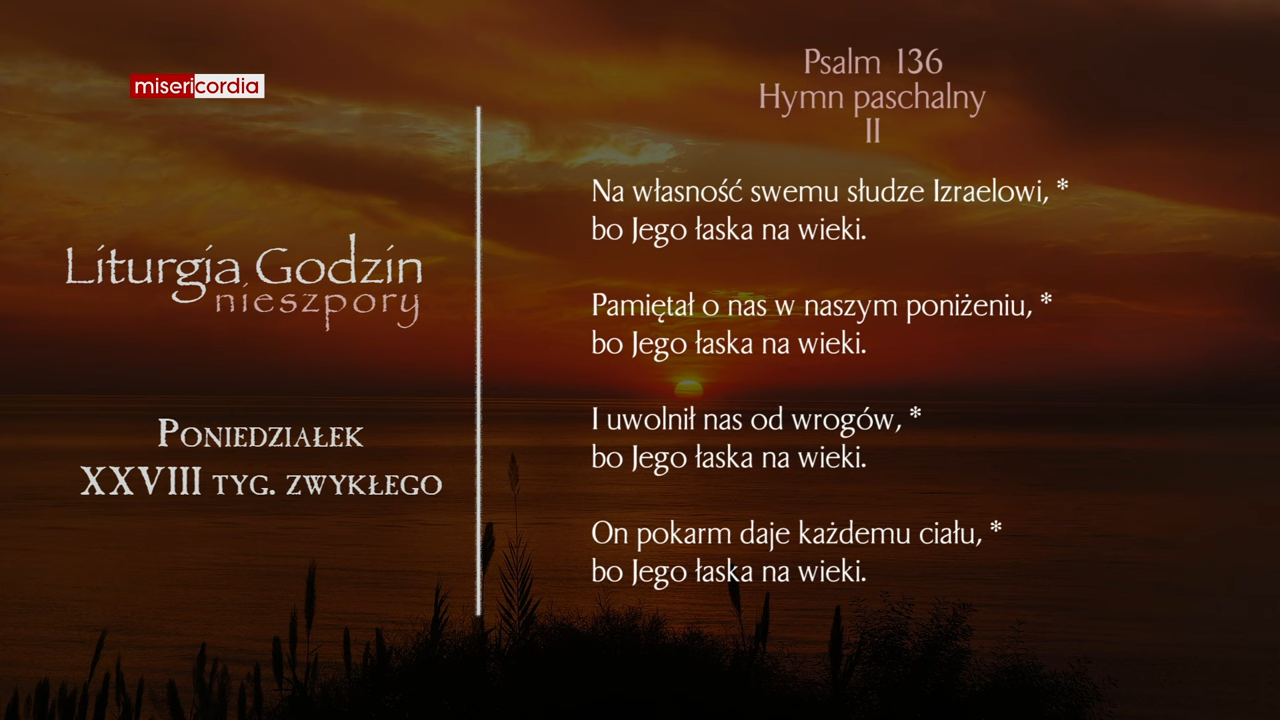 misericordia
Liturgia Godzin
nieszpory
Poniedziałek
XXVIII tyg. zwykłego
Psalm 136
Hymn paschalny
II
Na własność swemu słudze Izraelowi, *
bo Jego łaska na wieki.
Pamiętał o nas w naszym poniżeniu, *
bo Jego łaska na wieki.
I uwolnił nas od wrogów, *
bo Jego łaska na wieki.
On pokarm daje każdemu ciału, *
bo Jego łaska na wieki.